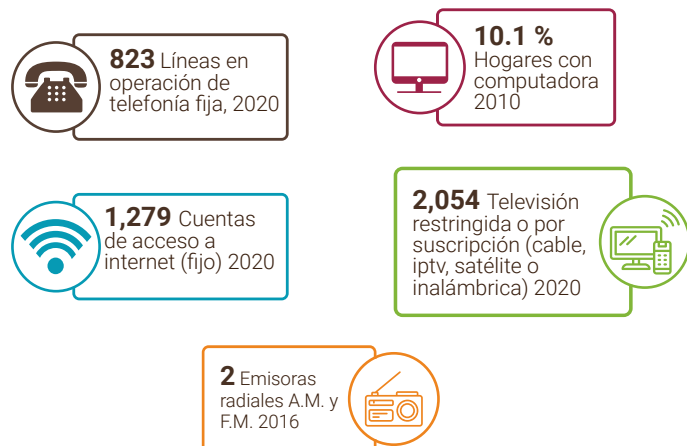 823 Líneas en
operación de
telefonía fija, 2020
10.1 %
Hogares con
computadora
2010
1,279 Cuentas
de acceso a
internet (fijo) 2020
2,054 Televisión
restringida o por
suscripción (cable,
iptv, satélite o
inalámbrica) 2020
2 Emisoras
radiales A.M. y
F.M. 2016